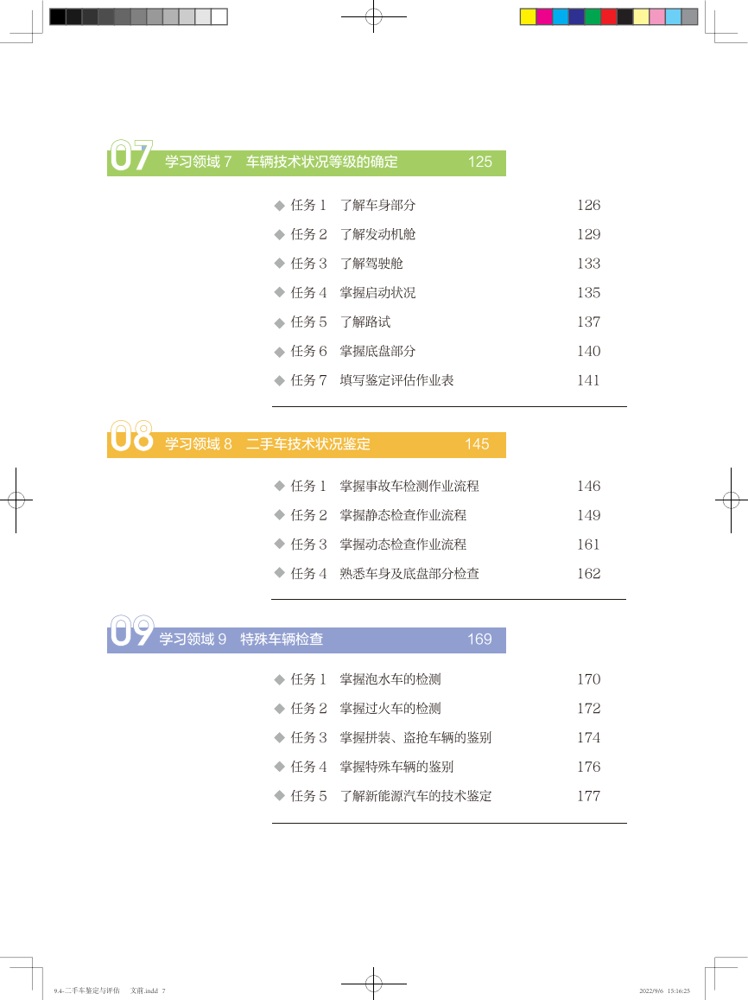 07 学习领域 7 车辆技术状况等级的确定 125
任务 1 了解车身部分 126
任务 2 了解发动机舱 129
任务 3 了解驾驶舱 133
任务 4 掌握启动状况 135
任务 5 了解路试 137
任务 6 掌握底盘部分 140
任务 7 填写鉴定评估作业表 141
08 学习领域 8 二手车技术状况鉴定 145
任务 1 掌握事故车检测作业流程 146
任务 2 掌握静态检查作业流程 149
任务 3 掌握动态检查作业流程 161
任务 4 熟悉车身及底盘部分检查 162
09 学习领域 9 特殊车辆检查 169
任务 1 掌握泡水车的检测 170
任务 2 掌握过火车的检测 172
任务 3 掌握拼装、盗抢车辆的鉴别 174
任务 4 掌握特殊车辆的鉴别 176
任务 5 了解新能源汽车的技术鉴定 177
9.4-二手车鉴定与评估 文前.indd 7 2022/9/6 15:16:25